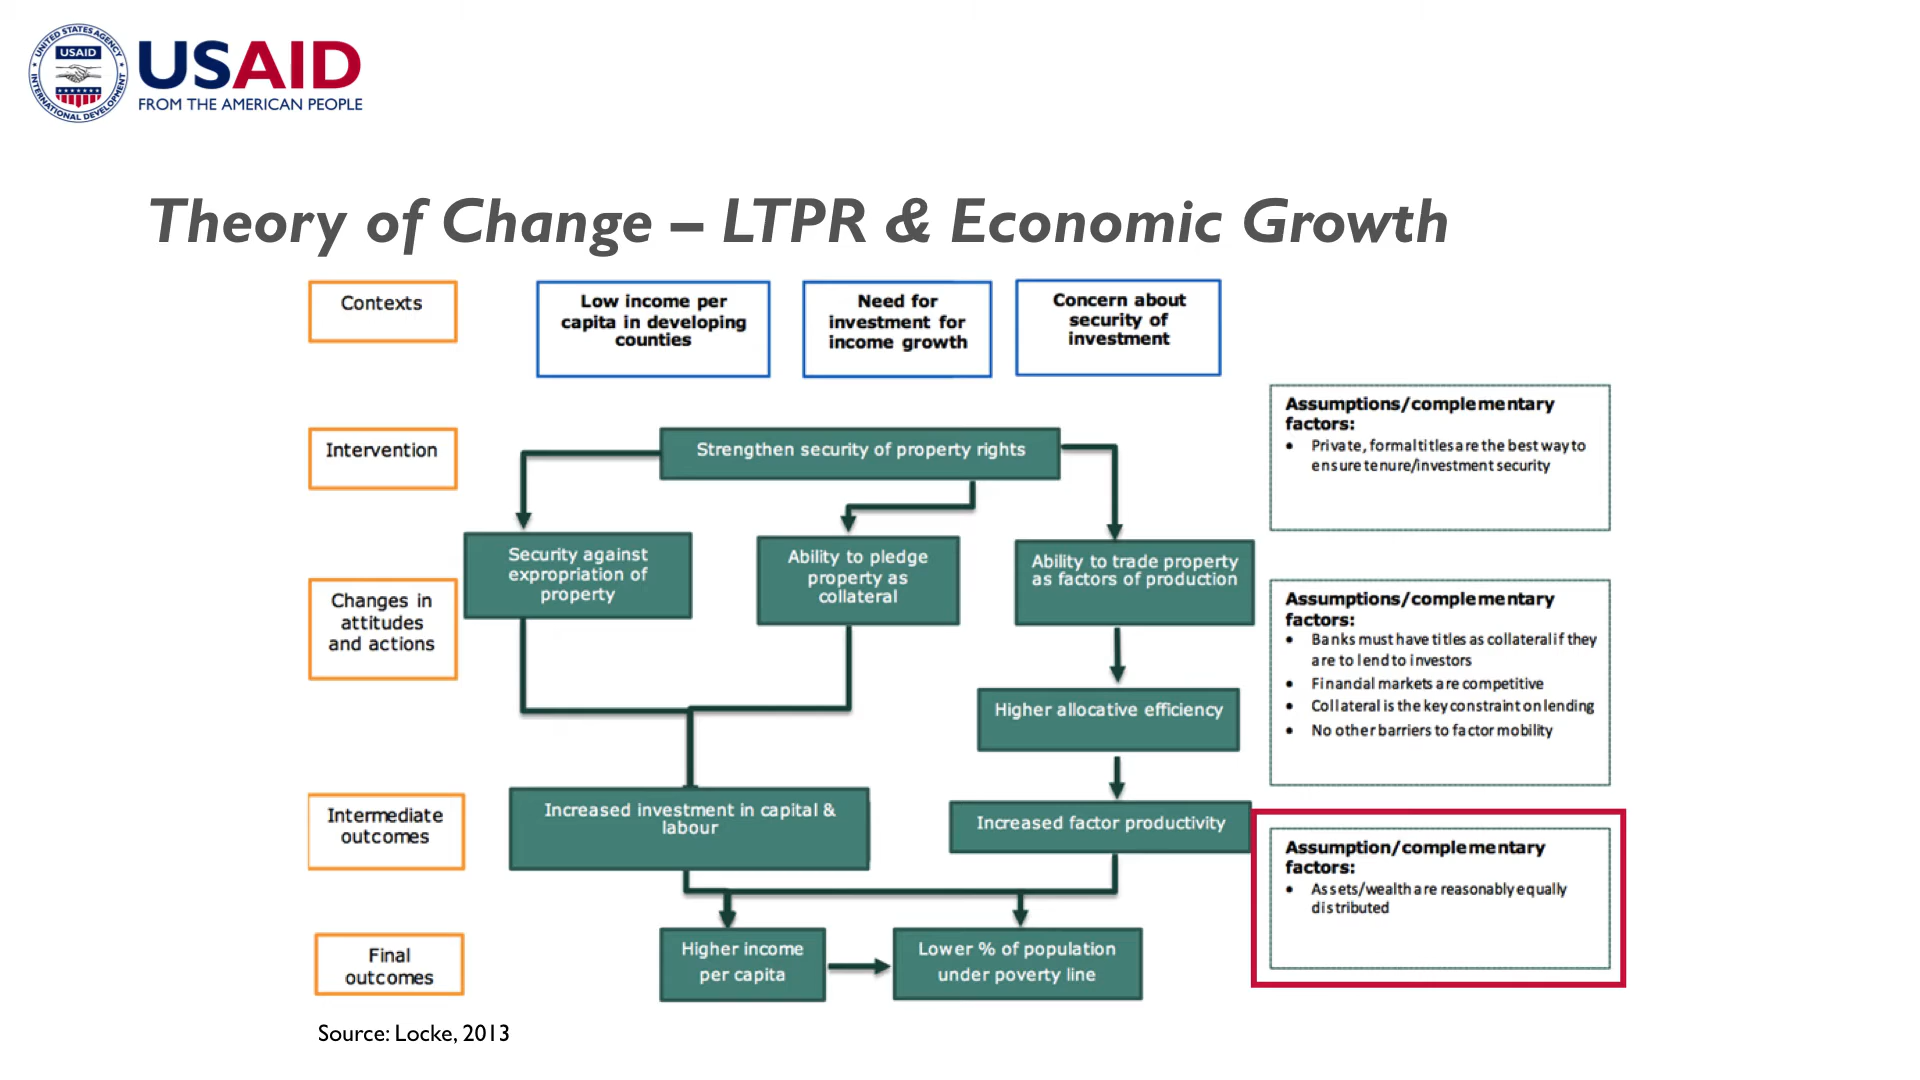 UNITED STATES AGENCY
USAID
INTERNATIONAL DEVELOPMENT
USAID
FROM THE AMERICAN PEOPLE
Theory of Change – LTPR & Economic Growth
Contexts
Low income per
capita in developing
counties
Need for
investment for
income growth
Concern about
security of
investment
Assumptions/complementary
factors:
• Private, formal titles are the best way to
ensure tenure/investment security
Intervention
Strengthen security of property rights
Changes in
attitudes
and actions
Security against
expropriation of
property
Ability to pledge
property as
collateral
Ability to trade property
as factors of production
Higher allocative efficiency
Assumptions/complementary
factors:
• Banks must have titles as collateral if they
are to lend to investors
• Financial markets are competitive
• Collateral is the key constraint on lending
• No other barriers to factor mobility
Intermediate
outcomes
Increased investment in capital &
labour
Increased factor productivity
Assumption/complementary
factors:
• Assets/wealth are reasonably equally
distributed
Final
outcomes
Higher income
per capita
Lower % of population
under poverty line
Source: Locke, 2013